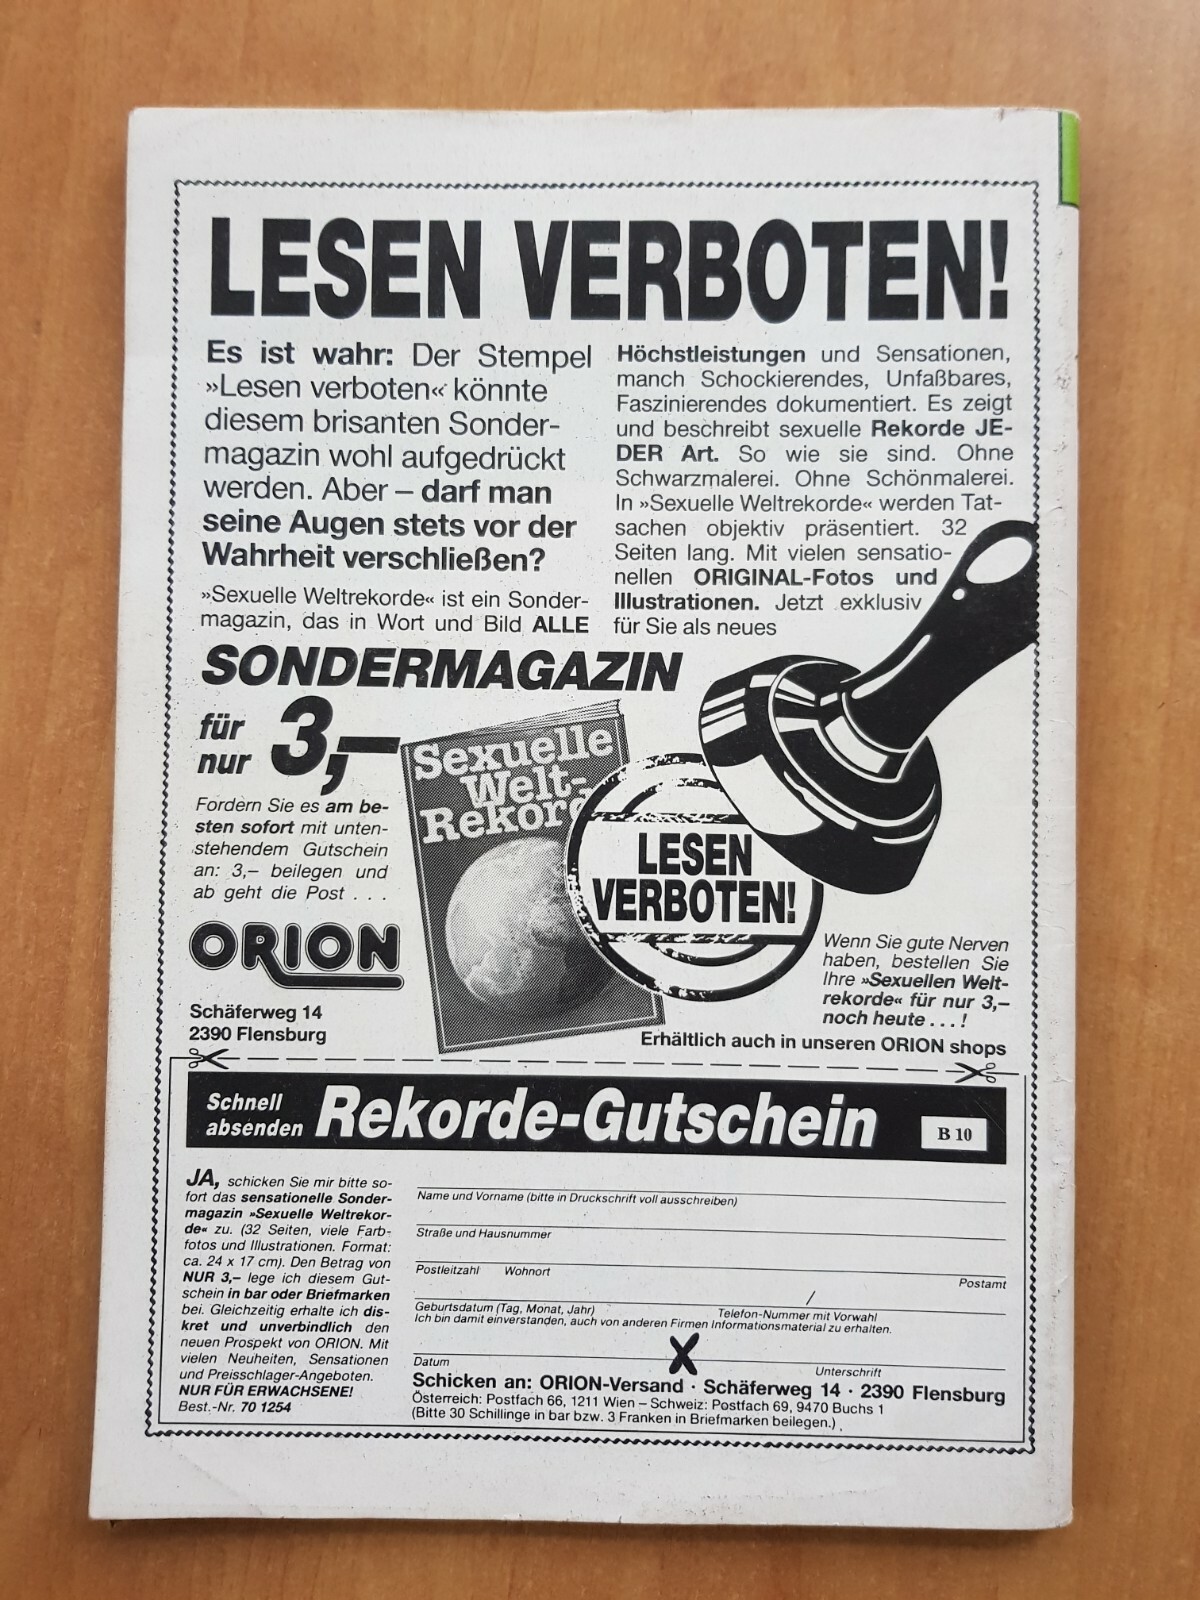 LESEN VERBOTEN!
Es ist wahr: Der Stempel
»Lesen verboten« könnte
diesem brisanten Sonder-
magazin wohl aufgedrückt
werden. Aber – darf man
seine Augen stets vor der
Wahrheit verschließen?
»Sexuelle Weltrekorde« ist ein Sonder-
magazin, das in Wort und Bild ALLE
Höchstleistungen und Sensationen,
manch Schockierendes, Unfaßbares,
Faszinierendes dokumentiert. Es zeigt
und beschreibt sexuelle Rekorde JE-
DER Art. So wie sie sind. Ohne
Schwarzmalerei. Ohne Schönmalerei.
In »Sexuelle Weltrekorde« werden Tat-
sachen objektiv präsentiert. 32
Seiten lang. Mit vielen sensatio-
nellen ORIGINAL-Fotos und
Illustrationen. Jetzt exklusiv
für Sie als neues
SONDERMAGAZIN
für
nur 3,–
Fordern Sie es am be-
sten sofort mit unten-
stehendem Gutschein
an: 3,– beilegen und
ab geht die Post . . .
ORION
Schäferweg 14
2390 Flensburg
Sexuelle
Welt-
Rekord
LESEN
VERBOTEN!
Wenn Sie gute Nerven
haben, bestellen Sie
Ihre »Sexuellen Welt-
rekorde« für nur 3,–
noch heute . . . !
Erhältlich auch in unseren ORION shops
Schnell
absenden
Rekorde-Gutschein
B 10
JA, schicken Sie mir bitte so-
fort das sensationelle Sonder-
magazin »Sexuelle Weltrekor-
de« zu. (32 Seiten, viele Farb-
fotos und Illustrationen. Format:
ca. 24 x 17 cm). Den Betrag von
NUR 3,– lege ich diesem Gut-
schein in bar oder Briefmarken
bei. Gleichzeitig erhalte ich dis-
kret und unverbindlich den
neuen Prospekt von ORION. Mit
vielen Neuheiten, Sensationen
und Preisschlager-Angeboten.
NUR FÜR ERWACHSENE!
Best.-Nr. 70 1254
Name und Vorname (bitte in Druckschrift voll ausschreiben)
Straße und Hausnummer
Postleitzahl Wohnort Postamt
/
Geburtsdatum (Tag, Monat, Jahr) Telefon-Nummer mit Vorwahl
Ich bin damit einverstanden, auch von anderen Firmen Informationsmaterial zu erhalten.
X
Datum Unterschrift
Schicken an: ORION-Versand · Schäferweg 14 · 2390 Flensburg
Österreich: Postfach 66, 1211 Wien – Schweiz: Postfach 69, 9470 Buchs 1
(Bitte 30 Schillinge in bar bzw. 3 Franken in Briefmarken beilegen.)